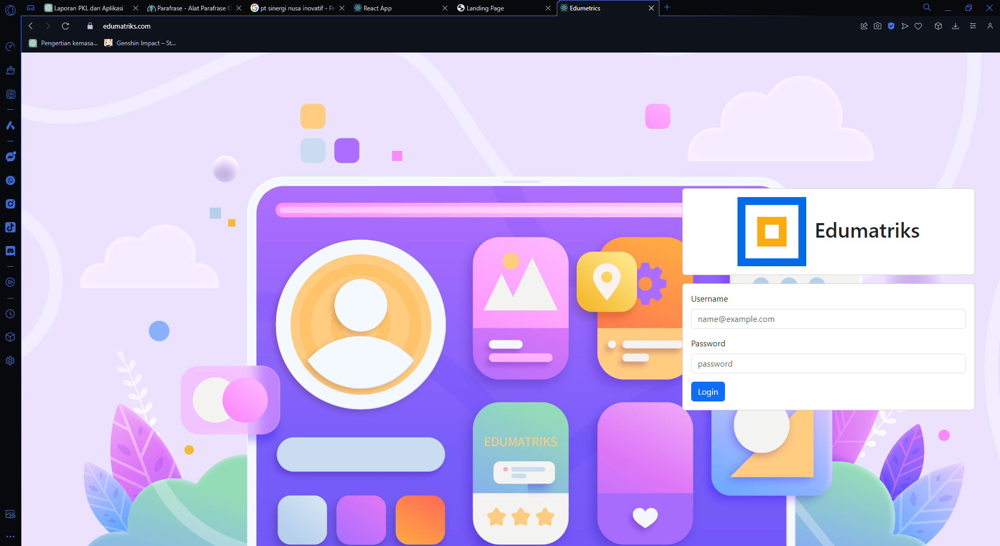 Laporan PKL dan Aplikasi
Parafrase - Alat Parafrase O
pt sinergi nusa inovatif - Pe
React App
Landing Page
Edumetrics
edumatriks.com
Pengertian kemasa...
Genshin Impact – St...
Edumatriks
Username
name@example.com
Password
password
Login
EDUMATRIKS